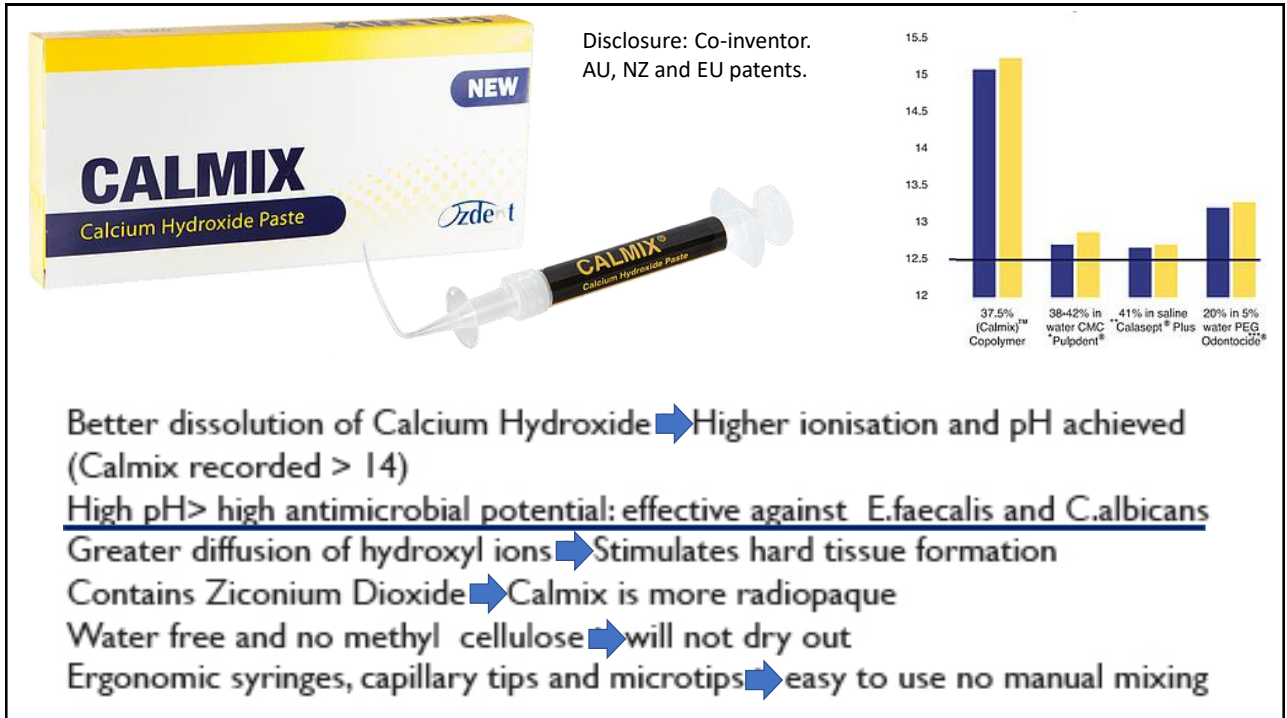 CALMIX
NEW
CALMIX
Calcium Hydroxide Paste
Ozdent
CALMIX®
Calcium Hydroxide Paste
Disclosure: Co-inventor.
AU, NZ and EU patents.
15.5
15
14.5
14
13.5
13
12.5
12
37.5%
(Calmix)™
Copolymer
38-42% in
water CMC
*Pulpdent®
41% in saline
**Calasept® Plus
20% in 5%
water PEG
Odontocide***®
Better dissolution of Calcium Hydroxide Higher ionisation and pH achieved
(Calmix recorded > 14)
High pH> high antimicrobial potential: effective against E.faecalis and C.albicans
Greater diffusion of hydroxyl ions Stimulates hard tissue formation
Contains Ziconium Dioxide Calmix is more radiopaque
Water free and no methyl cellulose will not dry out
Ergonomic syringes, capillary tips and microtips easy to use no manual mixing